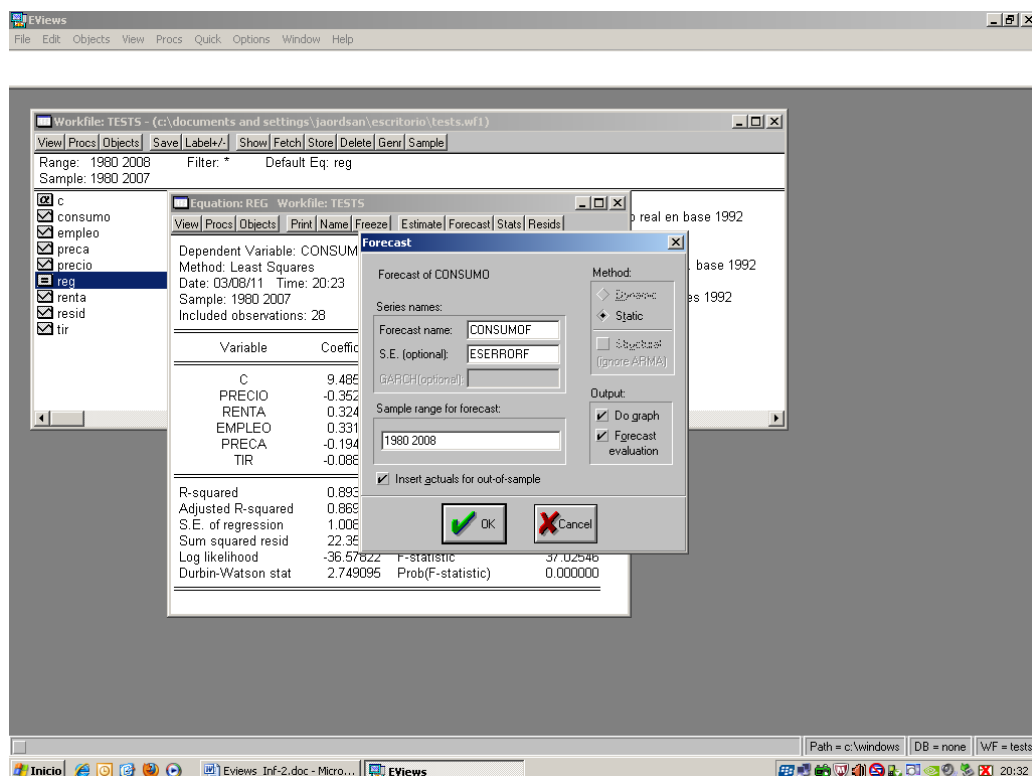 EViews
File Edit Objects View Procs Quick Options Window Help
Workfile: TESTS - (c:\documents and settings\jaordsan\escritorio\tests.wf1)
View Procs Objects Save Label+/- Show Fetch Store Delete Genr Sample
Range: 1980 2008 Filter: * Default Eq: reg
Sample: 1980 2007
c
consumo
empleo
preca
precio
reg
renta
resid
tir
real en base 1992
base 1992
es 1992
Equation: REG Workfile: TESTS
View Procs Objects Print Name Freeze Estimate Forecast Stats Resids
Dependent Variable: CONSUM
Method: Least Squares
Date: 03/08/11 Time: 20:23
Sample: 1980 2007
Included observations: 28
Variable Coeffic
C 9.485
PRECIO -0.352
RENTA 0.324
EMPLEO 0.331
PRECA -0.194
TIR -0.088
R-squared 0.893
Adjusted R-squared 0.869
S.E. of regression 1.008
Sum squared resid 22.35
Log likelihood -36.57822 F-statistic 37.02546
Durbin-Watson stat 2.749095 Prob(F-statistic) 0.000000
Forecast
Forecast of CONSUMO
Series names:
Forecast name: CONSUMOF
S.E. (optional): ESERRORF
GARCH(optional):
Sample range for forecast:
1980 2008
Insert actuals for out-of-sample
Method:
Dynamic
Static
Structural
(ignore ARMA)
Output:
Do graph
Forecast
evaluation
OK
Cancel
Path = c:\windows DB = none WF = tests
Inicio Eviews_Inf-2.doc - Micro... EViews 20:32